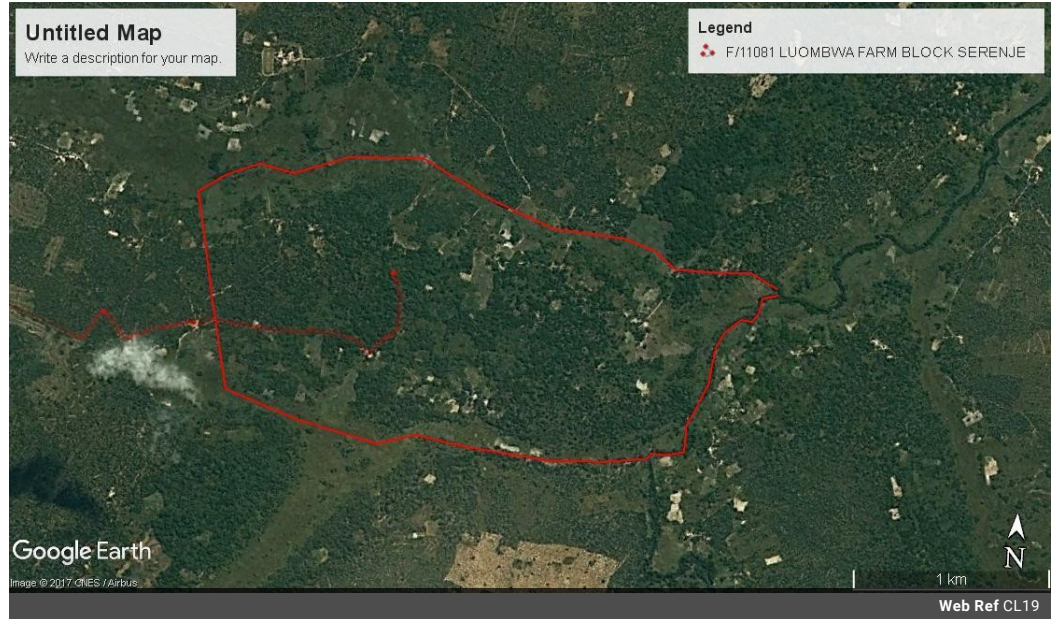 Untitled Map
Write a description for your map.
Legend
F/11081 LUOMBWA FARM BLOCK SERENJE
Google Earth
Image © 2017 CNES / Airbus
N
1 km
Web Ref CL19